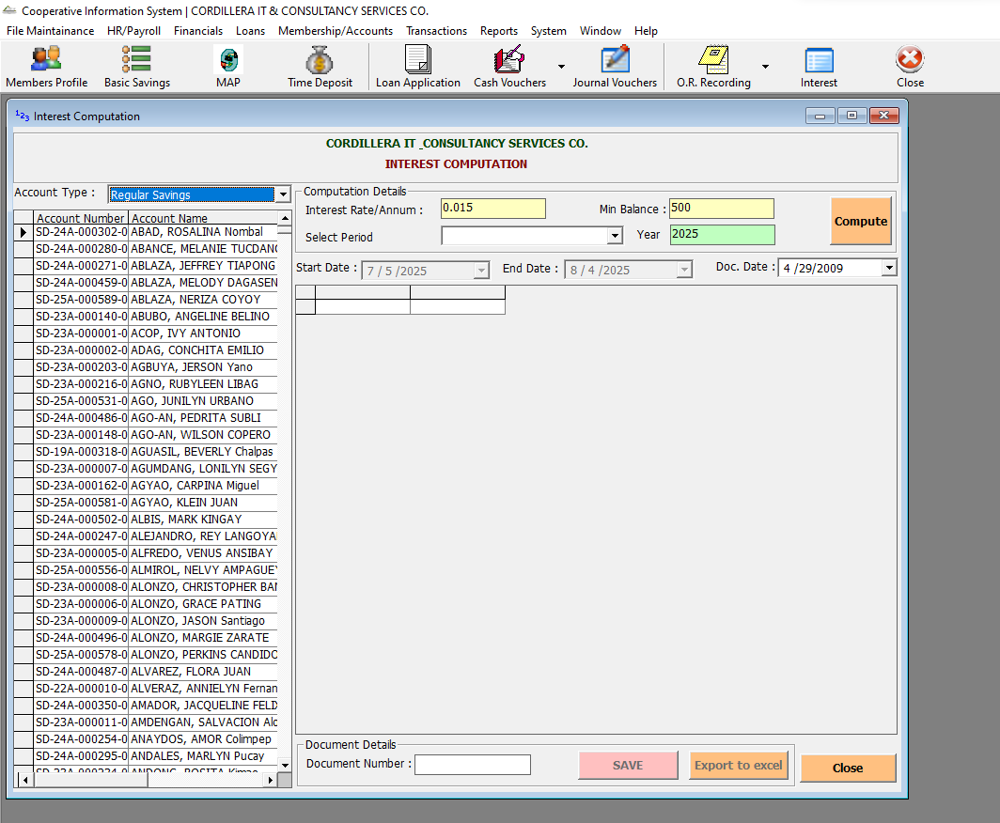 Cooperative Information System | CORDILLERA IT & CONSULTANCY SERVICES CO.
File Maintainance HR/Payroll Financials Loans Membership/Accounts Transactions Reports System Window Help
Members Profile Basic Savings MAP Time Deposit Loan Application Cash Vouchers Journal Vouchers O.R. Recording Interest Close
Interest Computation
CORDILLERA IT _CONSULTANCY SERVICES CO.
INTEREST COMPUTATION
Account Type : Regular Savings
Computation Details
Interest Rate/Annum : 0.015 Min Balance : 500
Select Period Year 2025
Compute
Start Date : 7 / 5 /2025 End Date : 8 / 4 /2025 Doc. Date : 4 /29/2009
Account Number Account Name
SD-24A-000302-0 ABAD, ROSALINA Nombal
SD-24A-000280-0 ABANCE, MELANIE TUCDANG
SD-24A-000271-0 ABLAZA, JEFFREY TIAPONG
SD-24A-000459-0 ABLAZA, MELODY DAGASEN
SD-25A-000589-0 ABLAZA, NERIZA COYOY
SD-23A-000140-0 ABUBO, ANGELINE BELINO
SD-23A-000001-0 ACOP, IVY ANTONIO
SD-23A-000002-0 ADAG, CONCHITA EMILIO
SD-23A-000203-0 AGBUYA, JERSON Yano
SD-23A-000216-0 AGNO, RUBYLEEN LIBAG
SD-25A-000531-0 AGO, JUNILYN URBANO
SD-24A-000486-0 AGO-AN, PEDRITA SUBLI
SD-23A-000148-0 AGO-AN, WILSON COPERO
SD-19A-000318-0 AGUASIL, BEVERLY Chalpas
SD-23A-000007-0 AGUMDANG, LONILYN SEGY
SD-23A-000162-0 AGYAO, CARPINA Miguel
SD-25A-000581-0 AGYAO, KLEIN JUAN
SD-24A-000502-0 ALBIS, MARK KINGAY
SD-24A-000247-0 ALEJANDRO, REY LANGOYA
SD-23A-000005-0 ALFREDO, VENUS ANSIBAY
SD-25A-000556-0 ALMIROL, NELVY AMPAGUEY
SD-23A-000008-0 ALONZO, CHRISTOPHER BAN
SD-23A-000006-0 ALONZO, GRACE PATING
SD-23A-000009-0 ALONZO, JASON Santiago
SD-24A-000496-0 ALONZO, MARGIE ZARATE
SD-25A-000578-0 ALONZO, PERKINS CANDIDO
SD-24A-000487-0 ALVAREZ, FLORA JUAN
SD-22A-000010-0 ALVERAZ, ANNIELYN Fernan
SD-24A-000350-0 AMADOR, JACQUELINE FELIX
SD-23A-000011-0 AMDENGAN, SALVACION Alo
SD-24A-000254-0 ANAYDOS, AMOR Colimpep
SD-24A-000295-0 ANDALES, MARLYN Pucay
Document Details
Document Number : SAVE Export to excel Close